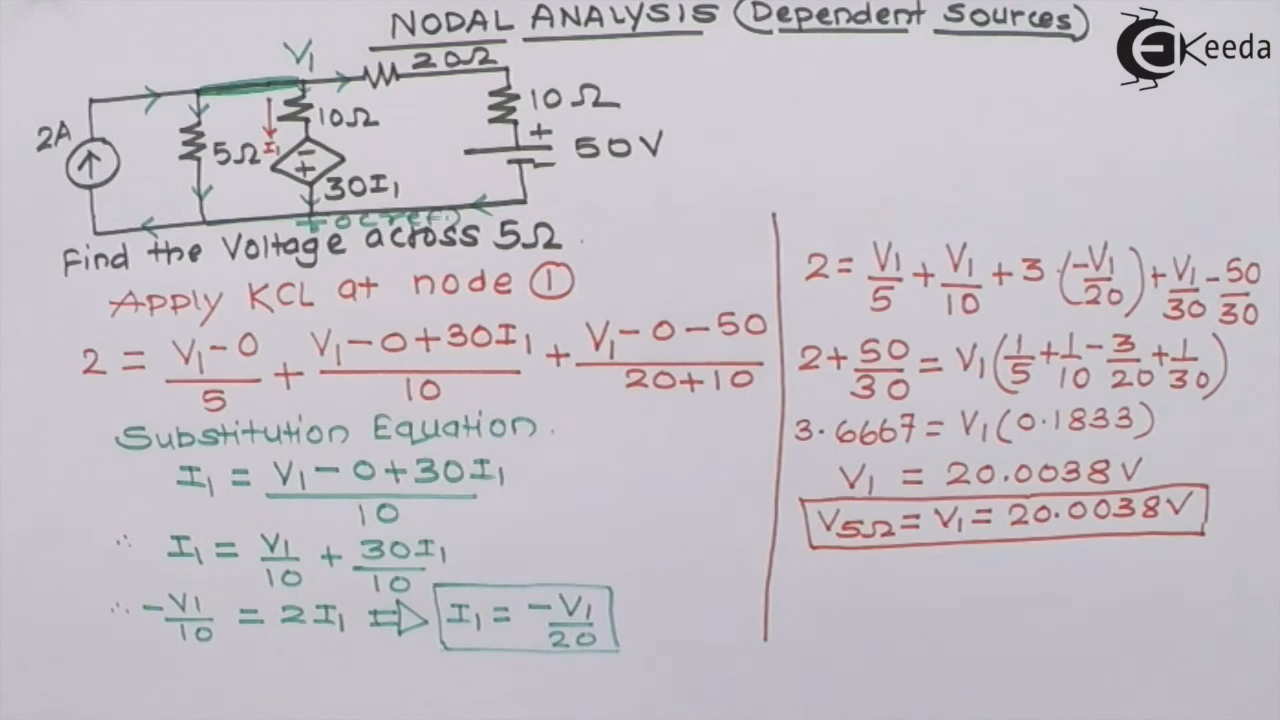 NODAL ANALYSIS (Dependent Sources)
EKeeda
V₁
20Ω
10Ω
10Ω
2A
5Ω
I₁
-
+
+
-
50V
30I₁
Find the Voltage across 5Ω.
Apply KCL at node ①
2 = (V₁-0)/5 + (V₁-0+30I₁)/10 + (V₁-0-50)/(20+10)
Substitution Equation.
I₁ = (V₁-0+30I₁)/10
∴ I₁ = V₁/10 + 30I₁/10
∴ -V₁/10 = 2I₁ ⇒ I₁ = -V₁/20
2 = V₁/5 + V₁/10 + 3·(-V₁/20) + V₁/30 - 50/30
2 + 50/30 = V₁(1/5 + 1/10 - 3/20 + 1/30)
3.6667 = V₁(0.1833)
V₁ = 20.0038V
V5Ω = V₁ = 20.0038V